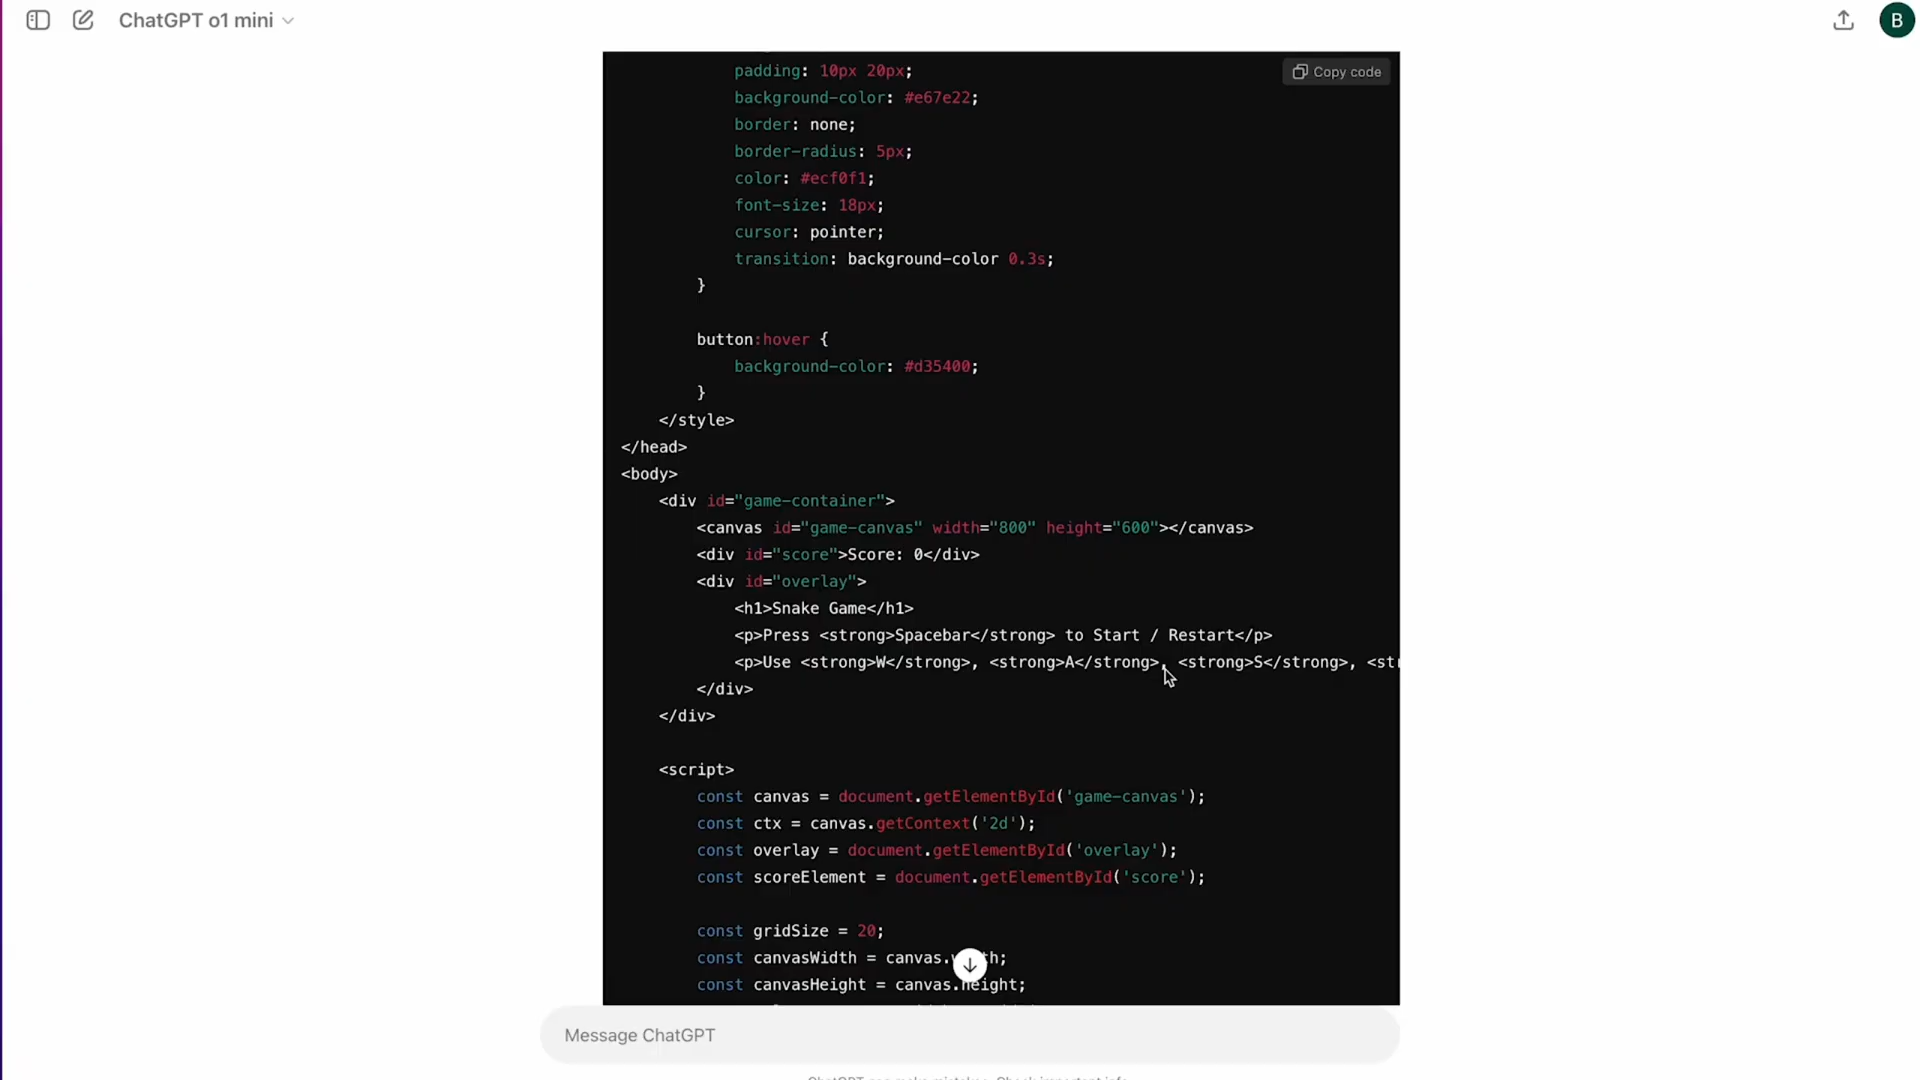 ChatGPT o1 mini
B
Copy code
padding: 10px 20px;
background-color: #e67e22;
border: none;
border-radius: 5px;
color: #ecf0f1;
font-size: 18px;
cursor: pointer;
transition: background-color 0.3s;
}
button:hover {
background-color: #d35400;
}
</style>
</head>
<body>
<div id="game-container">
<canvas id="game-canvas" width="800" height="600"></canvas>
<div id="score">Score: 0</div>
<div id="overlay">
<h1>Snake Game</h1>
<p>Press <strong>Spacebar</strong> to Start / Restart</p>
<p>Use <strong>W</strong>, <strong>A</strong>, <strong>S</strong>, <str
</div>
</div>
<script>
const canvas = document.getElementById('game-canvas');
const ctx = canvas.getContext('2d');
const overlay = document.getElementById('overlay');
const scoreElement = document.getElementById('score');
const gridSize = 20;
const canvasWidth = canvas.width;
const canvasHeight = canvas.height;
Message ChatGPT